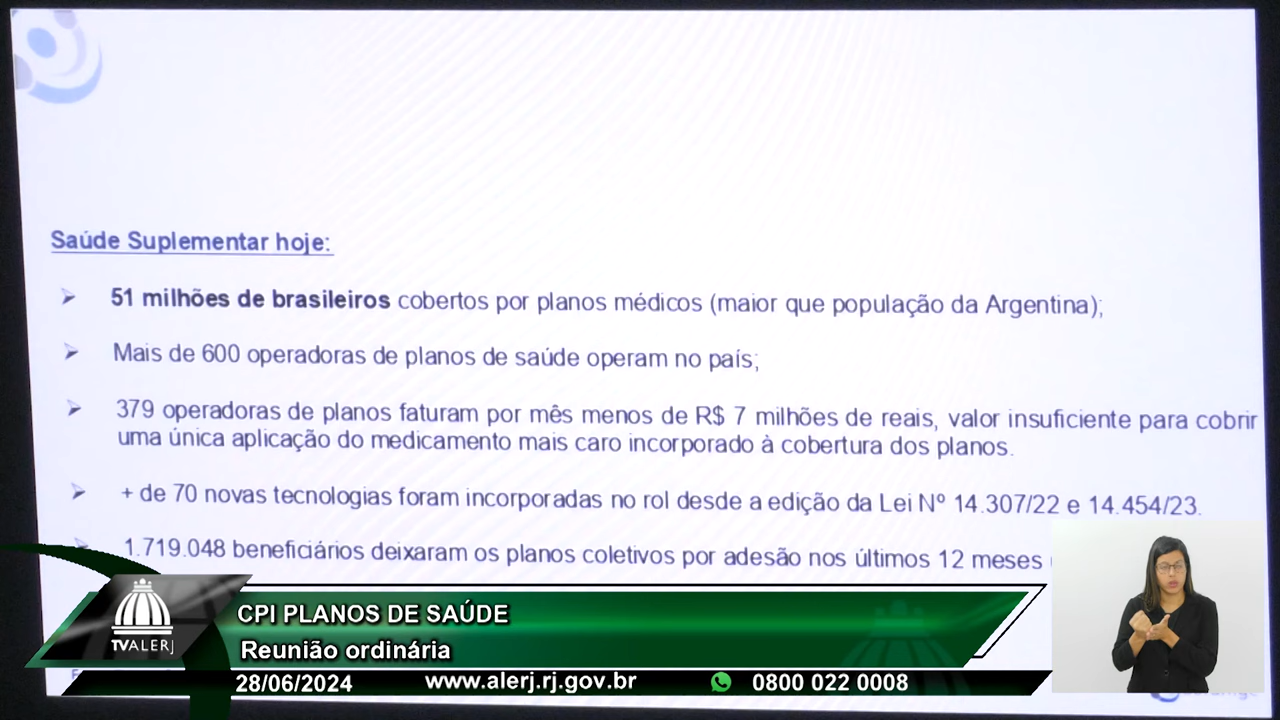 Saúde Suplementar hoje:
51 milhões de brasileiros cobertos por planos médicos (maior que população da Argentina);
Mais de 600 operadoras de planos de saúde operam no país;
379 operadoras de planos faturam por mês menos de R$ 7 milhões de reais, valor insuficiente para cobrir
uma única aplicação do medicamento mais caro incorporado à cobertura dos planos.
+ de 70 novas tecnologias foram incorporadas no rol desde a edição da Lei Nº 14.307/22 e 14.454/23.
1.719.048 beneficiários deixaram os planos coletivos por adesão nos últimos 12 meses
CPI PLANOS DE SAÚDE
TVALERJ
Reunião ordinária
28/06/2024 www.alerj.rj.gov.br 0800 022 0008